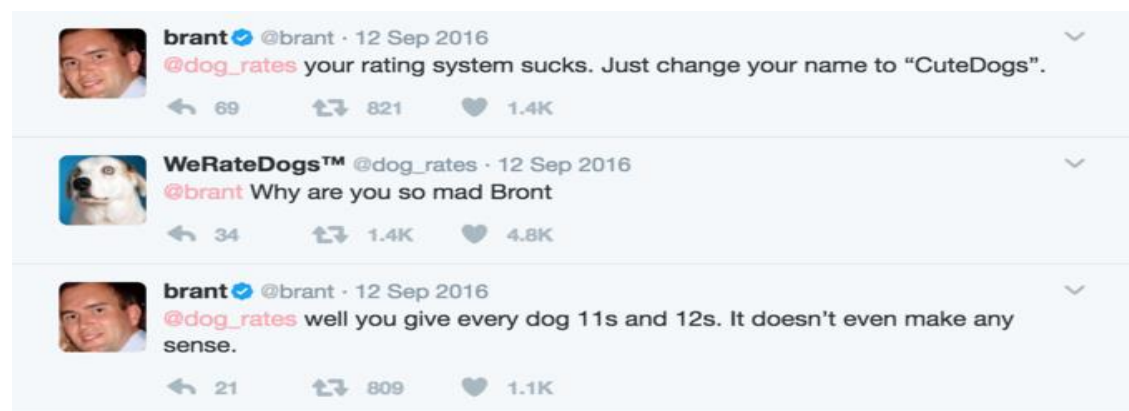 brant @brant · 12 Sep 2016
@dog_rates your rating system sucks. Just change your name to “CuteDogs”.
69 821 1.4K
WeRateDogs™ @dog_rates · 12 Sep 2016
@brant Why are you so mad Bront
34 1.4K 4.8K
brant @brant · 12 Sep 2016
@dog_rates well you give every dog 11s and 12s. It doesn’t even make any
sense.
21 809 1.1K